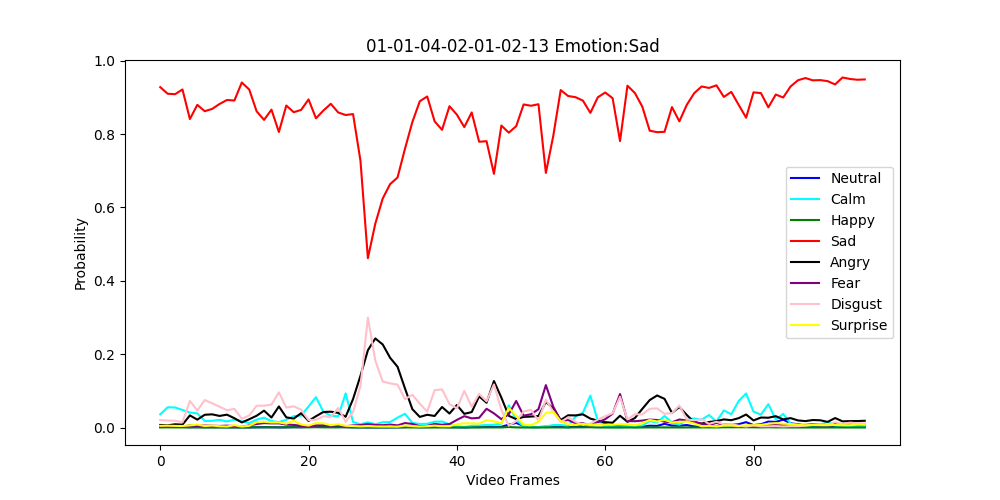 01-01-04-02-01-02-13 Emotion:Sad
1.0
0.8
0.6
0.4
0.2
0.0
Probability
0
20
40
60
80
Video Frames
Neutral
Calm
Happy
Sad
Angry
Fear
Disgust
Surprise